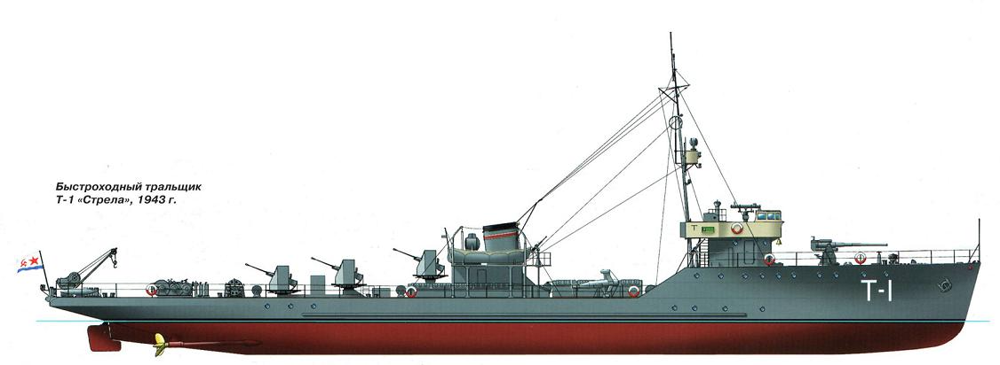 Быстроходный тральщик
Т-1 «Стрела», 1943 г.
Т
Т-1